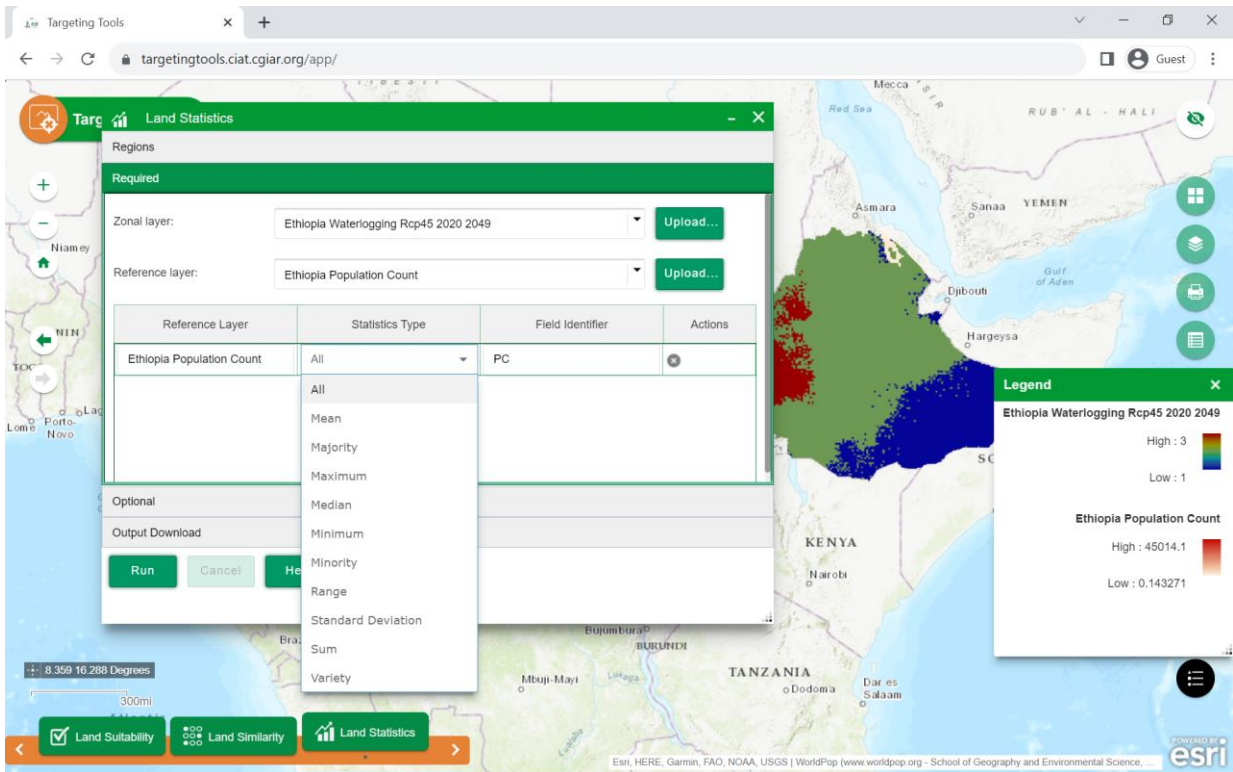 Targeting Tools
targetingtools.ciat.cgiar.org/app/
Guest
Mecca
Red Sea
RUB' AL - HALI
Targ
Land Statistics
Regions
Required
Zonal layer:
Ethiopia Waterlogging Rcp45 2020 2049
Upload...
Reference layer:
Ethiopia Population Count
Upload...
Reference Layer
Statistics Type
Field Identifier
Actions
Ethiopia Population Count
All
PC
All
Mean
Majority
Maximum
Median
Minimum
Minority
Range
Standard Deviation
Sum
Variety
Optional
Output Download
Run
Cancel
He
Niamey
NIN
Lag
Lome
Porto-
Novo
Asmara
Sanaa
YEMEN
Gulf
of Aden
Djibouti
Hargeysa
Legend
Ethiopia Waterlogging Rcp45 2020 2049
High : 3
Low : 1
Ethiopia Population Count
High : 45014.1
Low : 0.143271
KENYA
Nairobi
Bujumbura
BURUNDI
TANZANIA
Mbuji-Mayi
Dodoma
Dar es
Salaam
8.359 16.288 Degrees
300mi
Land Suitability
Land Similarity
Land Statistics
Esri, HERE, Garmin, FAO, NOAA, USGS | WorldPop (www.worldpop.org - School of Geography and Environmental Science, ...
POWERED BY
esri